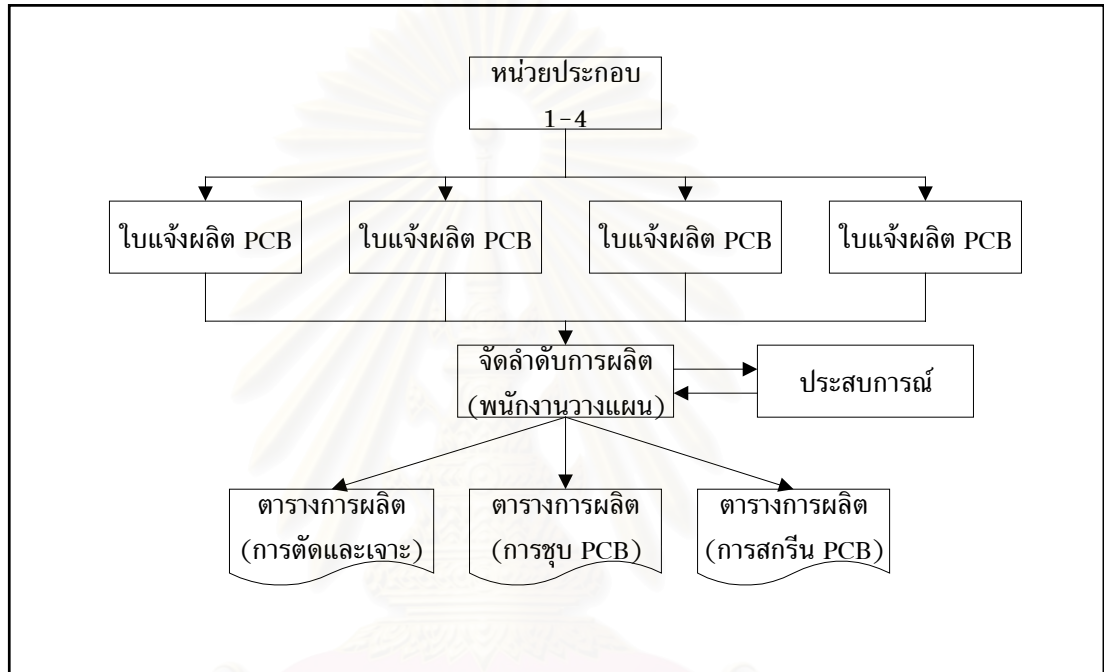 หน่วยประกอบ
1-4
ใบแจ้งผลิต PCB
ใบแจ้งผลิต PCB
ใบแจ้งผลิต PCB
ใบแจ้งผลิต PCB
จัดลำดับการผลิต
(พนักงานวางแผน)
ประสบการณ์
ตารางการผลิต
(การตัดและเจาะ)
ตารางการผลิต
(การชุบ PCB)
ตารางการผลิต
(การสกรีน PCB)